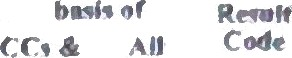 basis of Result
CCs & All Code